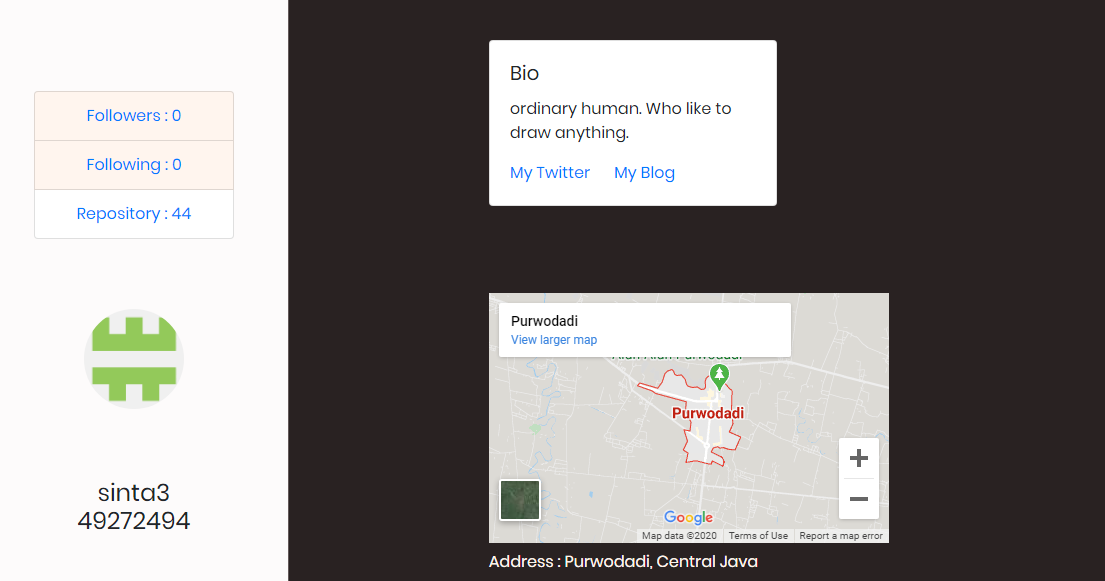 Followers : 0
Following : 0
Repository : 44
sinta3
49272494
Bio
ordinary human. Who like to
draw anything.
My Twitter My Blog
Purwodadi
View larger map
Purwodadi
Google
Map data ©2020 Terms of Use Report a map error
Address : Purwodadi, Central Java